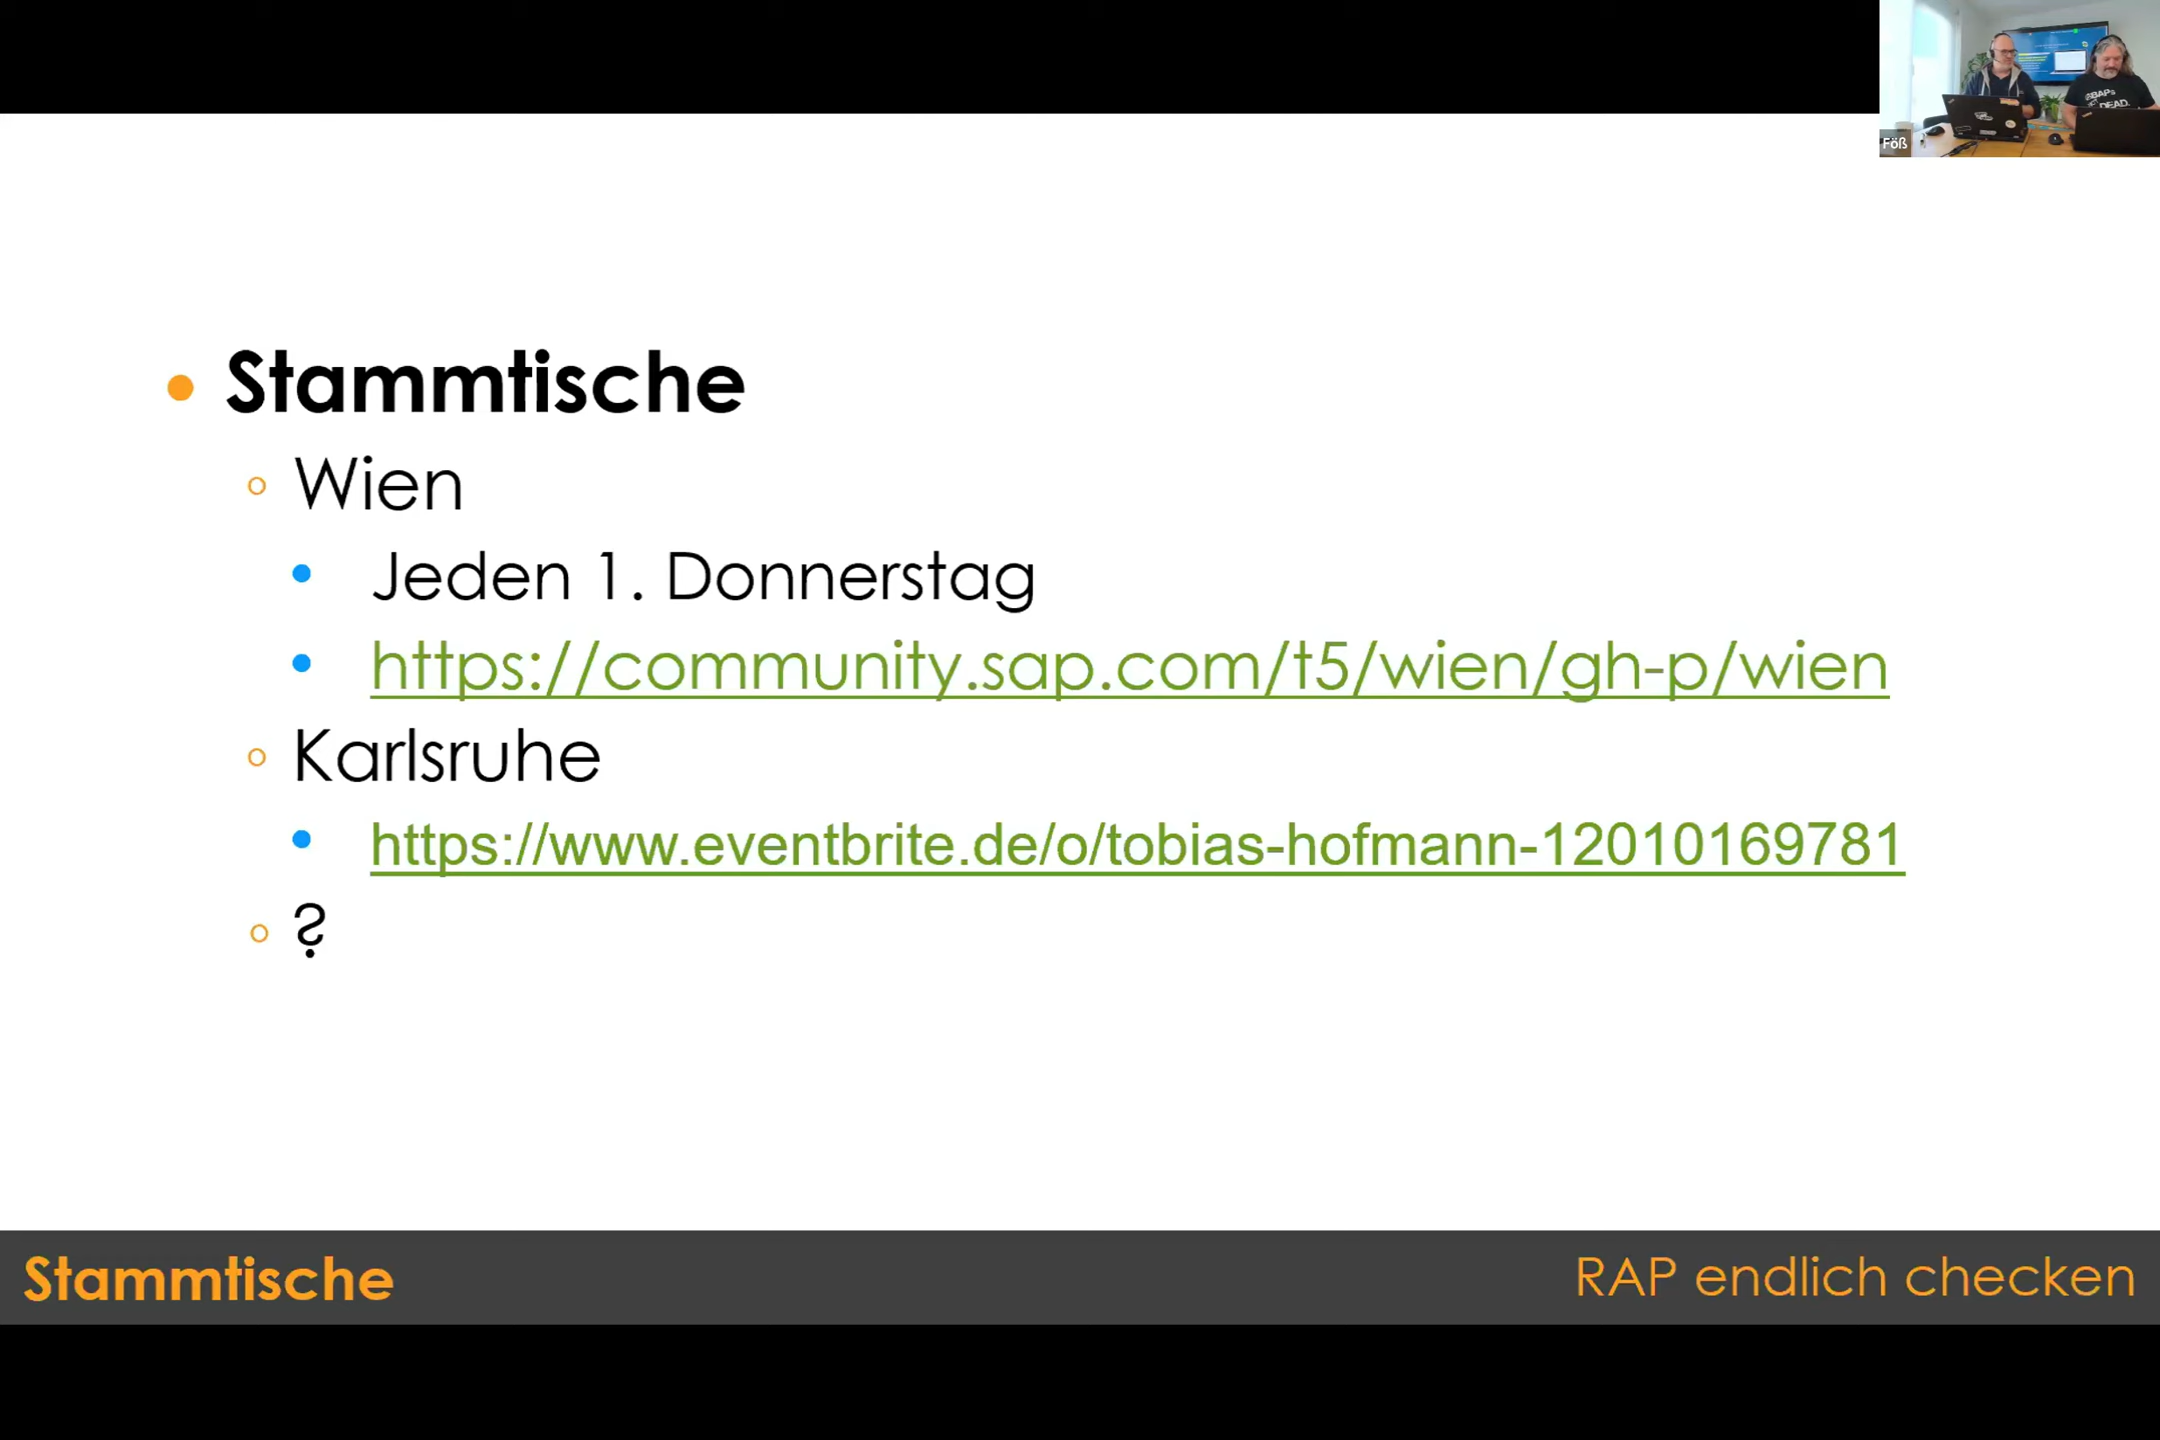 Föß
Stammtische
Wien
Jeden 1. Donnerstag
https://community.sap.com/t5/wien/gh-p/wien
Karlsruhe
https://www.eventbrite.de/o/tobias-hofmann-12010169781
?
Stammtische
RAP endlich checken